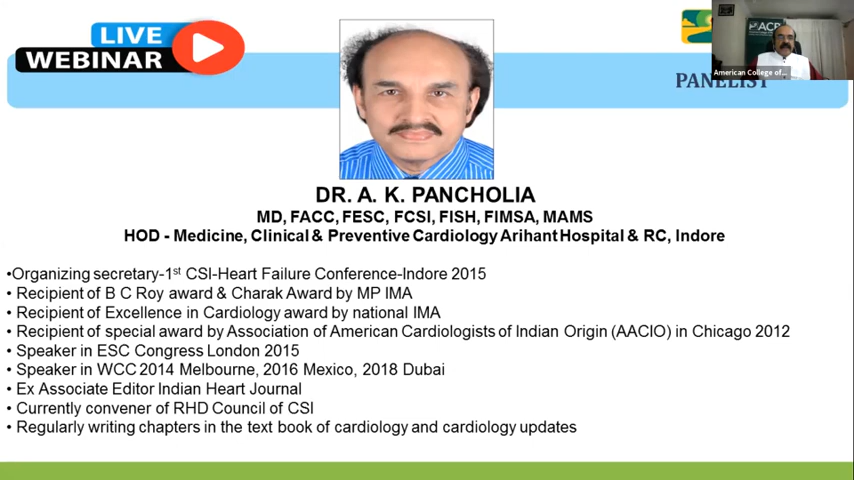 LIVE
WEBINAR
ACP
American College of...
PANELIST
DR. A. K. PANCHOLIA
MD, FACC, FESC, FCSI, FISH, FIMSA, MAMS
HOD - Medicine, Clinical & Preventive Cardiology Arihant Hospital & RC, Indore
•Organizing secretary-1st CSI-Heart Failure Conference-Indore 2015
• Recipient of B C Roy award & Charak Award by MP IMA
• Recipient of Excellence in Cardiology award by national IMA
• Recipient of special award by Association of American Cardiologists of Indian Origin (AACIO) in Chicago 2012
• Speaker in ESC Congress London 2015
• Speaker in WCC 2014 Melbourne, 2016 Mexico, 2018 Dubai
• Ex Associate Editor Indian Heart Journal
• Currently convener of RHD Council of CSI
• Regularly writing chapters in the text book of cardiology and cardiology updates